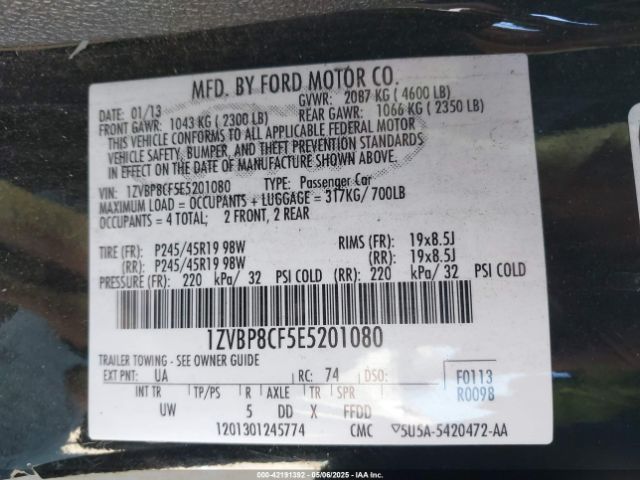 MFD. BY FORD MOTOR CO.
DATE: 01/13 GVWR: 2087 KG ( 4600 LB)
FRONT GAWR: 1043 KG ( 2300 LB) REAR GAWR: 1066 KG ( 2350 LB)
THIS VEHICLE CONFORMS TO ALL APPLICABLE FEDERAL MOTOR
VEHICLE SAFETY, BUMPER, AND THEFT PREVENTION STANDARDS
IN EFFECT ON THE DATE OF MANUFACTURE SHOWN ABOVE.
VIN: 1ZVBP8CF5E5201080 TYPE: Passenger Car
MAXIMUM LOAD = OCCUPANTS + LUGGAGE = 317KG/ 700LB
OCCUPANTS = 4 TOTAL; 2 FRONT, 2 REAR
TIRE (FR): P245/45R19 98W RIMS (FR): 19x8.5J
(RR): P245/45R19 98W (RR): 19x8.5J
PRESSURE (FR): 220 kPa/ 32 PSI COLD (RR): 220 kPa/ 32 PSI COLD
1ZVBP8CF5E5201080
TRAILER TOWING - SEE OWNER GUIDE
EXT PNT: UA RC: 74 DSO: F0113
INT TR TP/PS R AXLE TR SPR R009B
UW 5 DD X FFDD
1201301245774 CMC 5U5A-5420472-AA
000-42191392 - 05/06/2025 - IAA Inc.